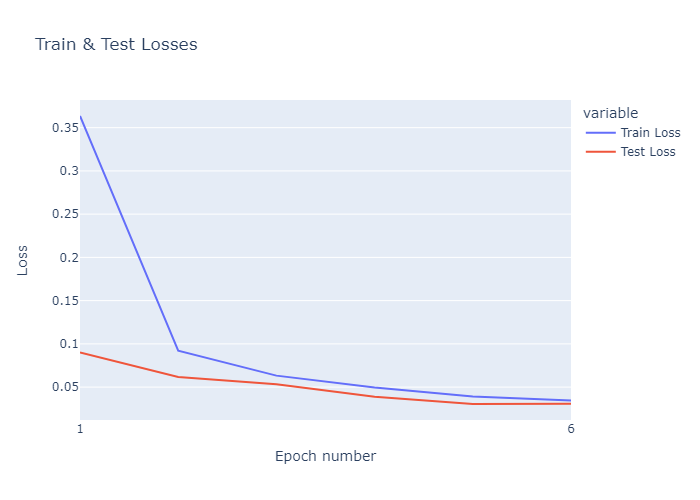 Train & Test Losses
variable
Train Loss
Test Loss
Loss
0.35
0.3
0.25
0.2
0.15
0.1
0.05
1
6
Epoch number